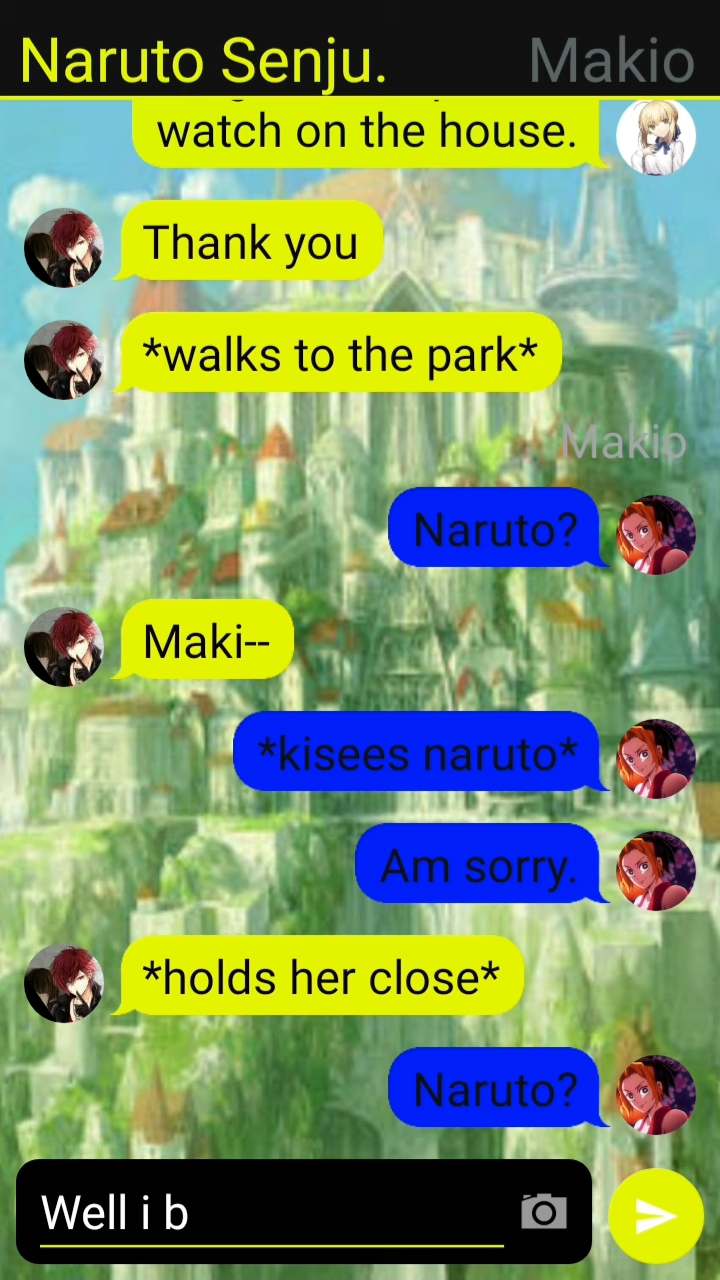 Naruto Senju. Makio
watch on the house.
Thank you
*walks to the park*
Makio
Naruto?
Maki--
*kisees naruto*
Am sorry.
*holds her close*
Naruto?
Well i b